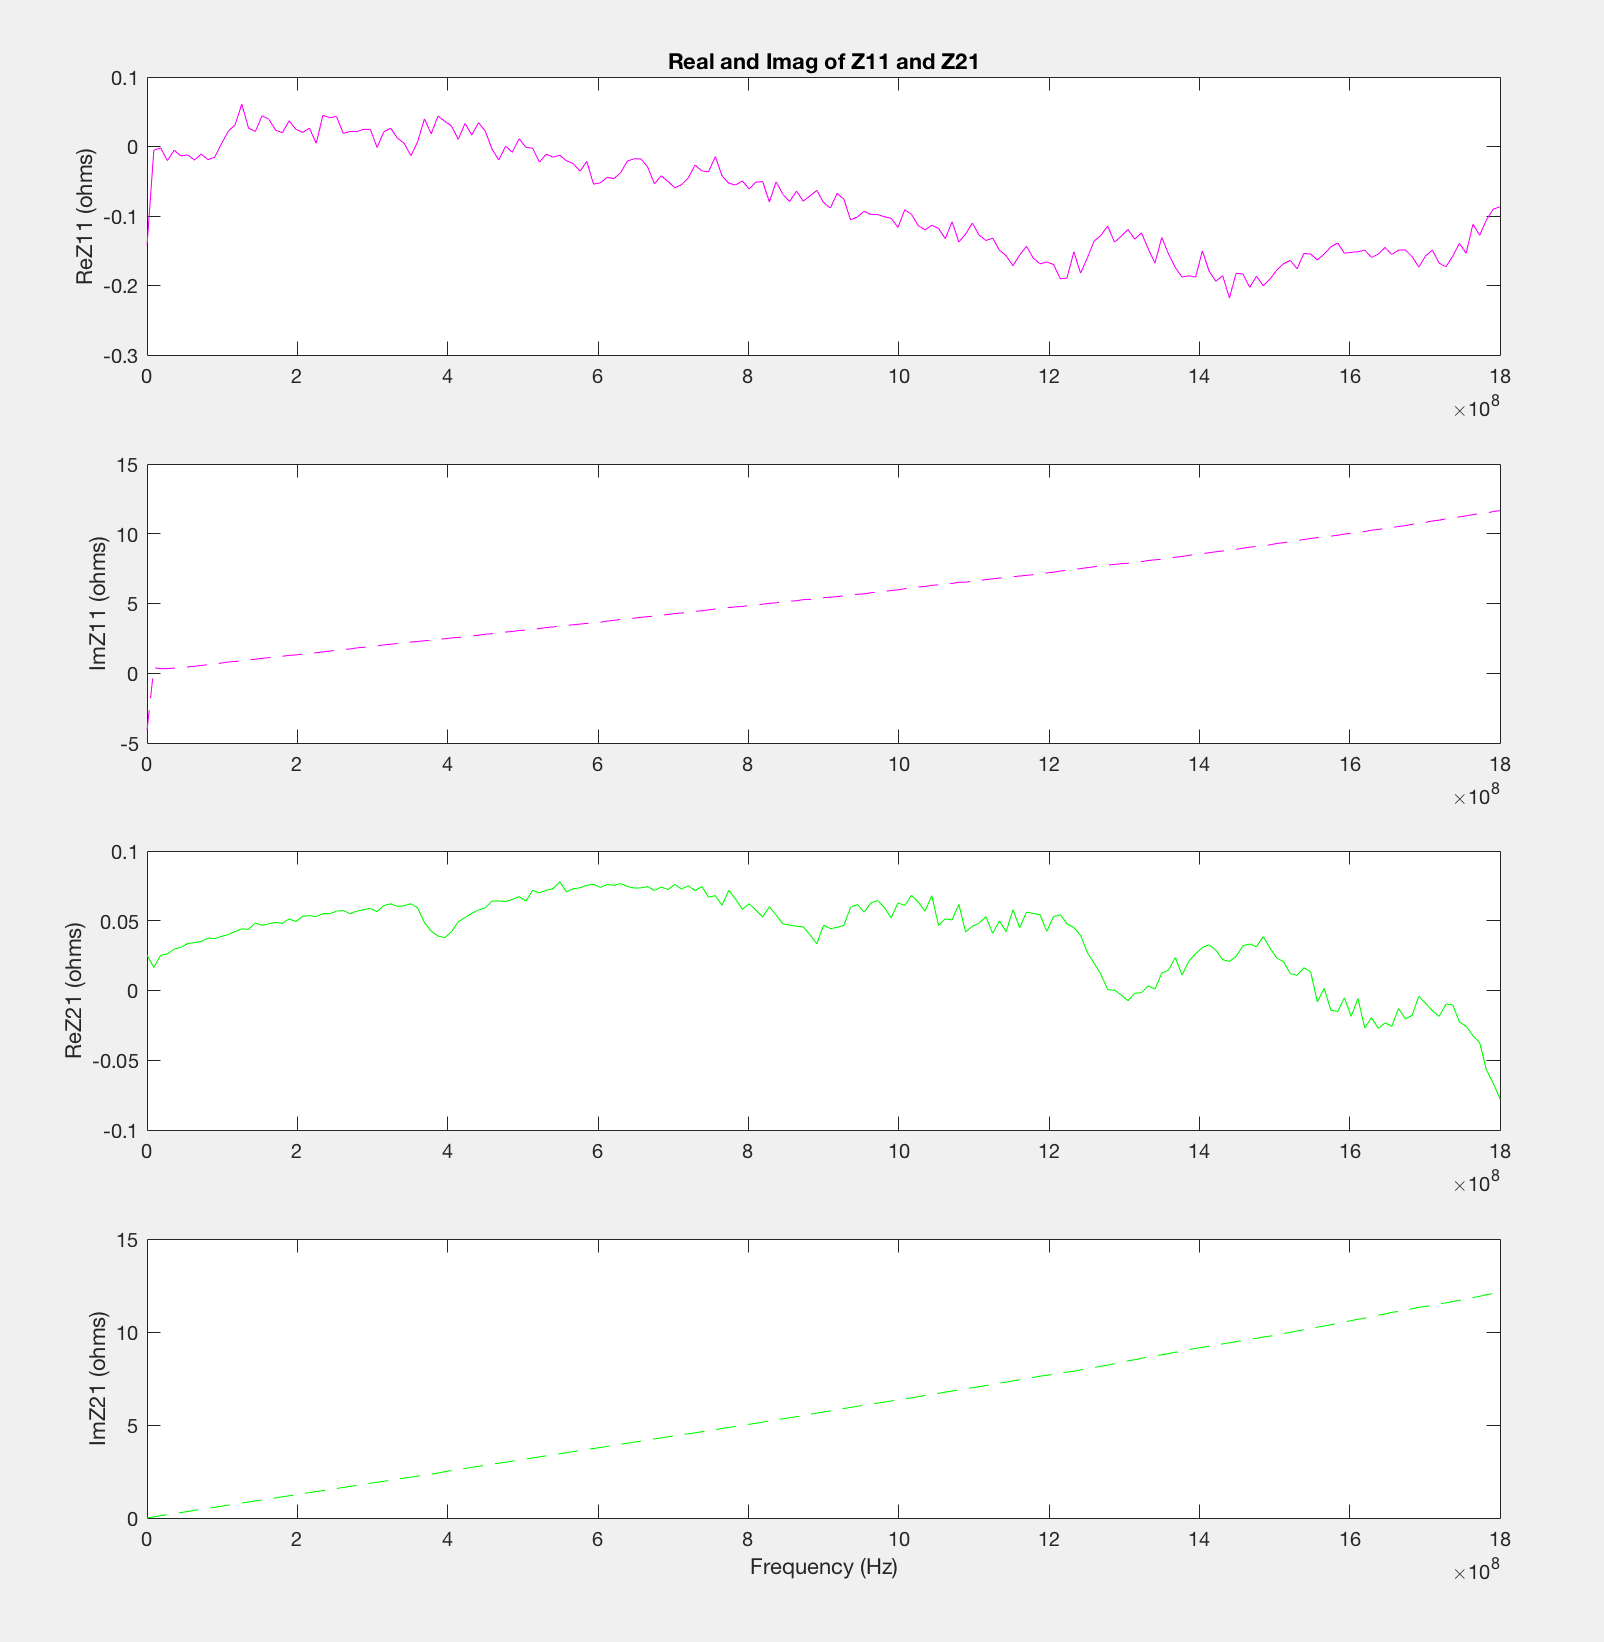 Real and Imag of Z11 and Z21
0.1
0
-0.1
-0.2
-0.3
ReZ11 (ohms)
0 2 4 6 8 10 12 14 16 18
×10^8
15
10
5
0
-5
ImZ11 (ohms)
0 2 4 6 8 10 12 14 16 18
×10^8
0.1
0.05
0
-0.05
-0.1
ReZ21 (ohms)
0 2 4 6 8 10 12 14 16 18
×10^8
15
10
5
0
ImZ21 (ohms)
0 2 4 6 8 10 12 14 16 18
Frequency (Hz)
×10^8